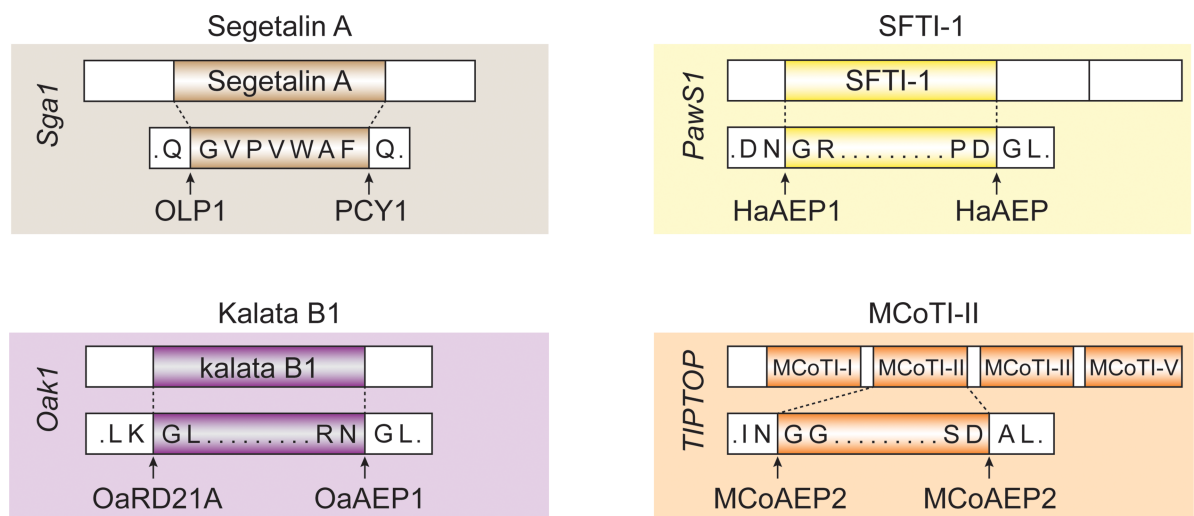 Segetalin A
Sga1
Segetalin A
.Q GVPVWAF Q.
OLP1 PCY1
SFTI-1
PawS1
SFTI-1
.DN GR.........PD GL.
HaAEP1 HaAEP
Kalata B1
Oak1
kalata B1
.LK GL.........RN GL.
OaRD21A OaAEP1
MCoTI-II
TIPTOP
MCoTI-I MCoTI-II MCoTI-II MCoTI-V
.IN GG.........SD AL.
MCoAEP2 MCoAEP2